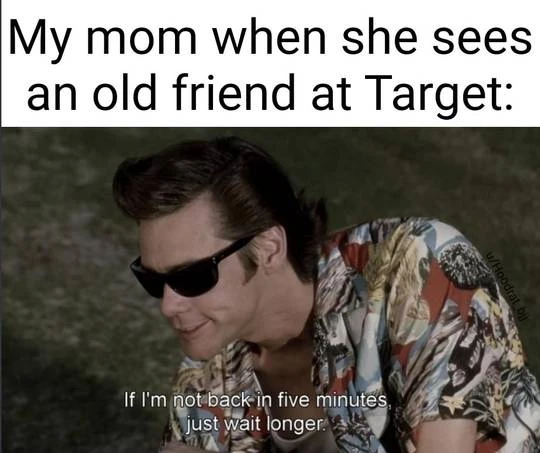 My mom when she sees
an old friend at Target:
If I'm not back in five minutes,
just wait longer.